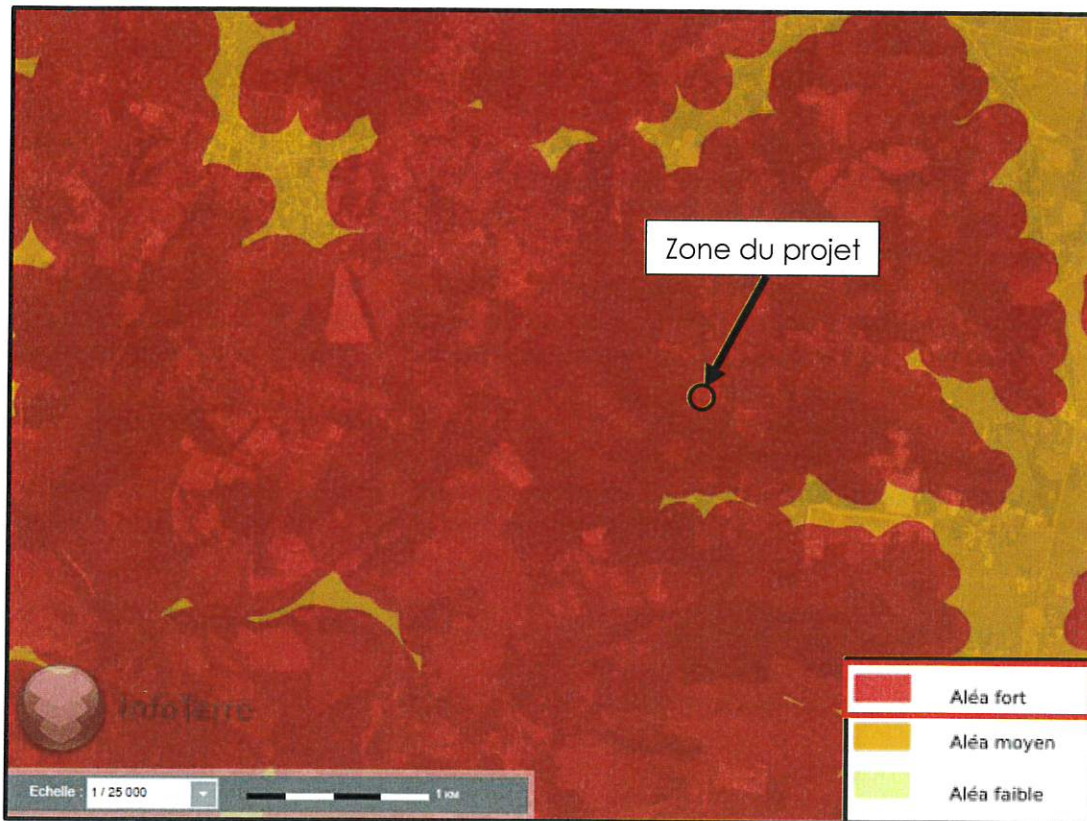 Zone du projet
InfoTerre
Aléa fort
Aléa moyen
Aléa faible
Echelle : 1 / 25 000
1 KM